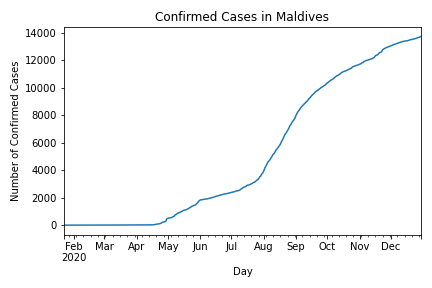 Confirmed Cases in Maldives
Number of Confirmed Cases
14000
12000
10000
8000
6000
4000
2000
0
Feb Mar Apr May Jun Jul Aug Sep Oct Nov Dec
2020
Day